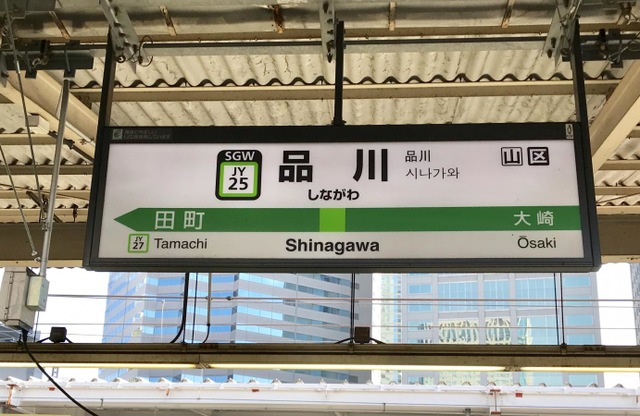 SGW
JY
25
品川
品川
시나가와
山区
しながわ
田町
大崎
JY
27
Tamachi
Shinagawa
Ōsaki